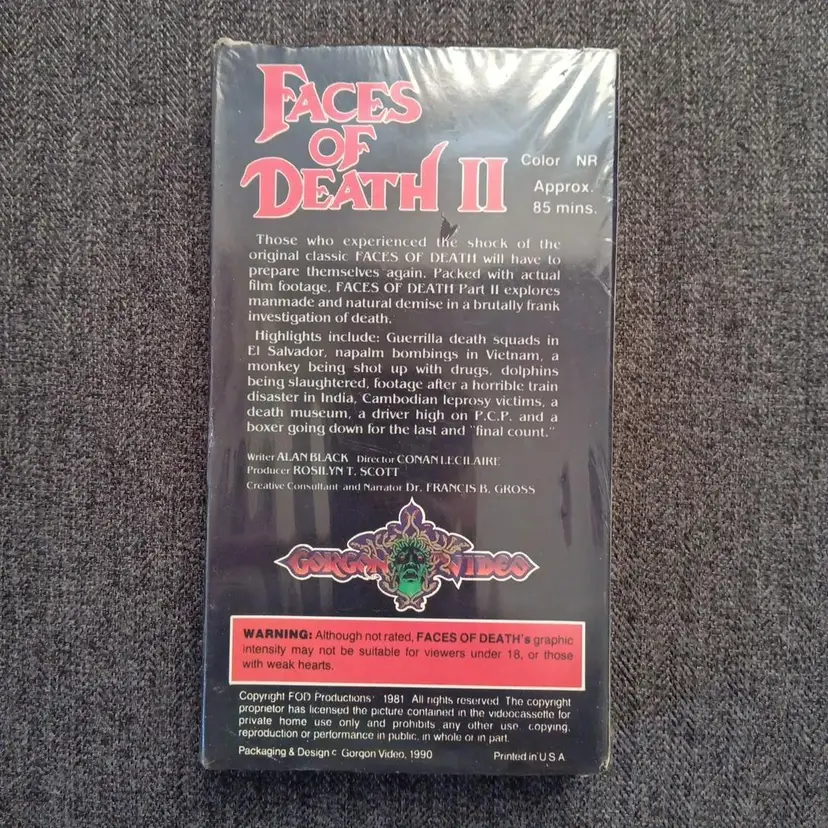 FACES
OF
DEATH II
Color NR
Approx.
85 mins.
Those who experienced the shock of the
original classic FACES OF DEATH will have to
prepare themselves again. Packed with actual
film footage, FACES OF DEATH Part II explores
manmade and natural demise in a brutally frank
investigation of death.
Highlights include: Guerrilla death squads in
El Salvador, napalm bombings in Vietnam, a
monkey being shot up with drugs, dolphins
being slaughtered, footage after a horrible train
disaster in India, Cambodian leprosy victims, a
death museum, a driver high on P.C.P. and a
boxer going down for the last and "final count."
Writer ALAN BLACK Director CONAN LECILAIRE
Producer ROSILYN T. SCOTT
Creative Consultant and Narrator Dr. FRANCIS B. GROSS
GORGON VIDEO
WARNING: Although not rated, FACES OF DEATH's graphic
intensity may not be suitable for viewers under 18, or those
with weak hearts.
Copyright FOD Productions 1981 All rights reserved The copyright
proprietor has licensed the picture contained in the videocassette for
private home use only and prohibits any other use, copying,
reproduction or performance in public, in whole or in part.
Packaging & Design c Gorgon Video, 1990 Printed in U S A